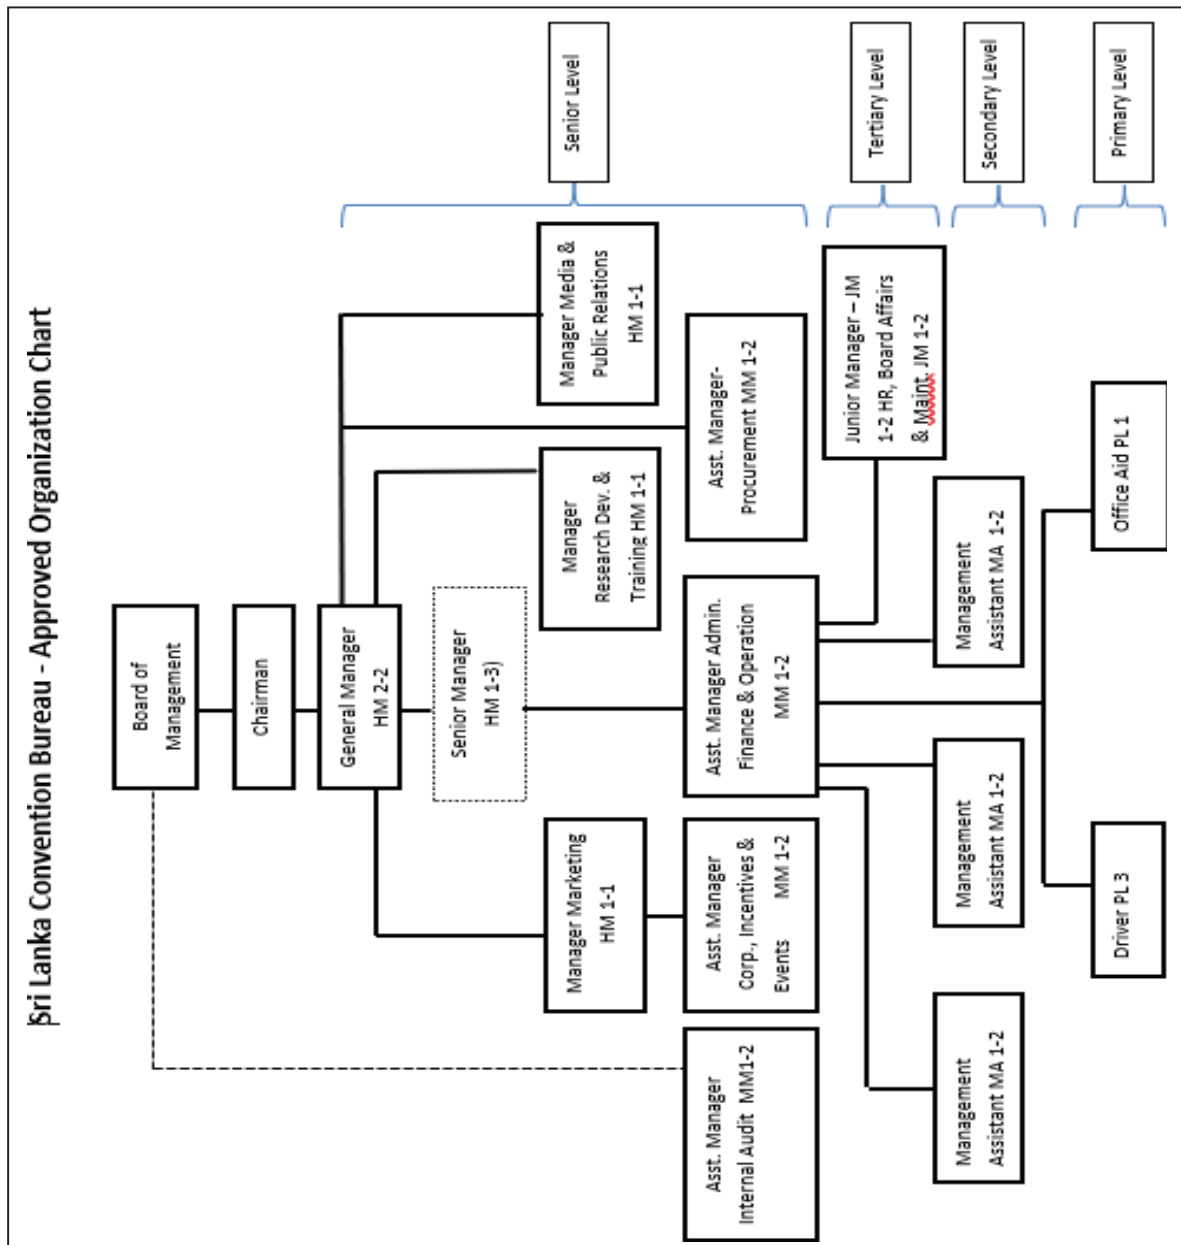 Sri Lanka Convention Bureau - Approved Organization Chart
Board of
Management
Chairman
General Manager
HM 2-2
Senior Manager
HM 1-3)
Manager Marketing
HM 1-1
Manager
Research Dev. &
Training HM 1-1
Manager Media &
Public Relations
HM 1-1
Senior Level
Asst. Manager
Internal Audit MM1-2
Asst. Manager
Corp., Incentives &
Events MM 1-2
Asst. Manager Admin.
Finance & Operation
MM 1-2
Asst. Manager-
Procurement MM 1-2
Junior Manager – JM
1-2 HR, Board Affairs
& Maint. JM 1-2
Tertiary Level
Management
Assistant MA 1-2
Management
Assistant MA 1-2
Management
Assistant MA 1-2
Secondary Level
Driver PL 3
Office Aid PL 1
Primary Level